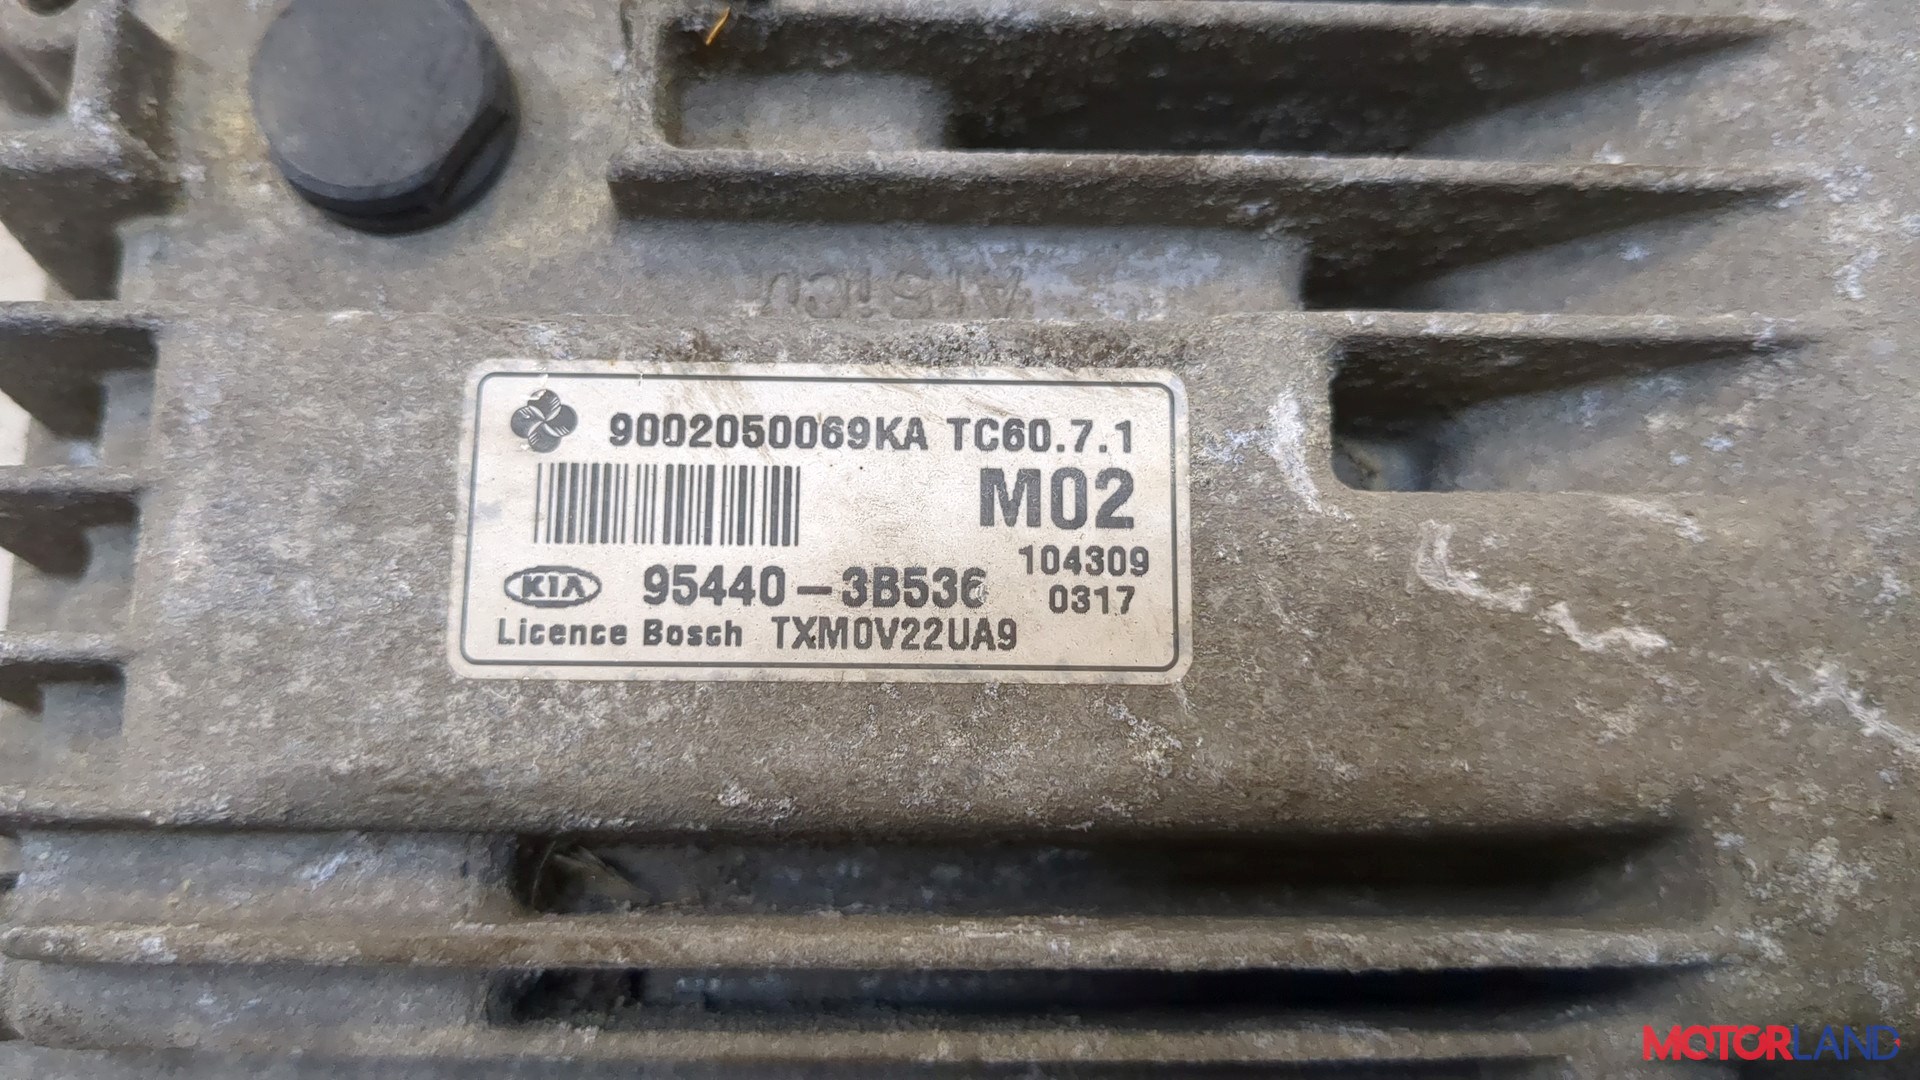 9002050069KA TC60.7.1
M02
104309
KIA 95440-3B536
0317
Licence Bosch TXM0V22UA9
MOTORLAND